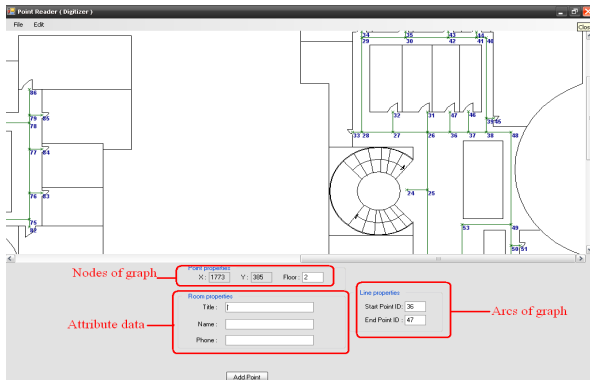 Point Reader ( Digitizer )
File Edit
Clos
34 35 43 44
29 30 42 41 40
86
32 31 47 46
79 85
78
39 45
33 28 27 26 36 37 38 48
77 84
76 83
24 25
75
82
53 49
50 51
Point properties
Nodes of graph
X : 1773 Y : 385 Floor : 2
Room properties
Title :
Line properties
Start Point ID: 36
Name :
End Point ID : 47
Attribute data
Arcs of graph
Phone :
Add Point